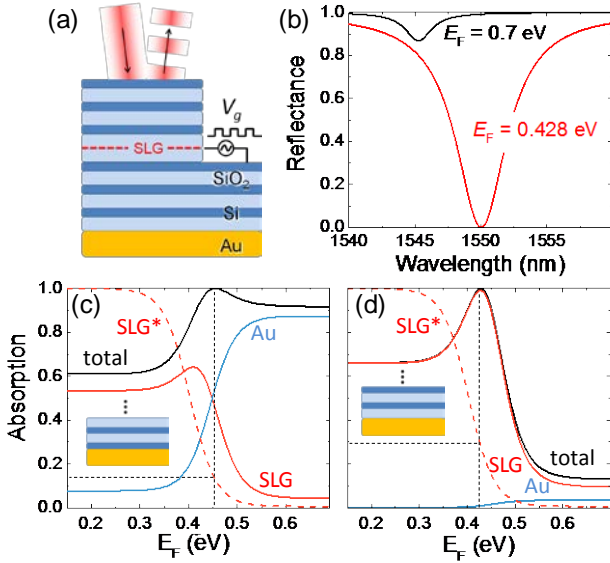 (a)
V_g
SLG
SiO₂
Si
Au
(b)
E_F = 0.7 eV
E_F = 0.428 eV
Reflectance
1.0
0.8
0.6
0.4
0.2
0.0
1540 1545 1550 1555
Wavelength (nm)
(c)
SLG*
Au
total
SLG
Absorption
1.0
0.8
0.6
0.4
0.2
0.0
0.2 0.3 0.4 0.5 0.6
E_F (eV)
(d)
SLG*
total
SLG
Au
0.2 0.3 0.4 0.5 0.6
E_F (eV)